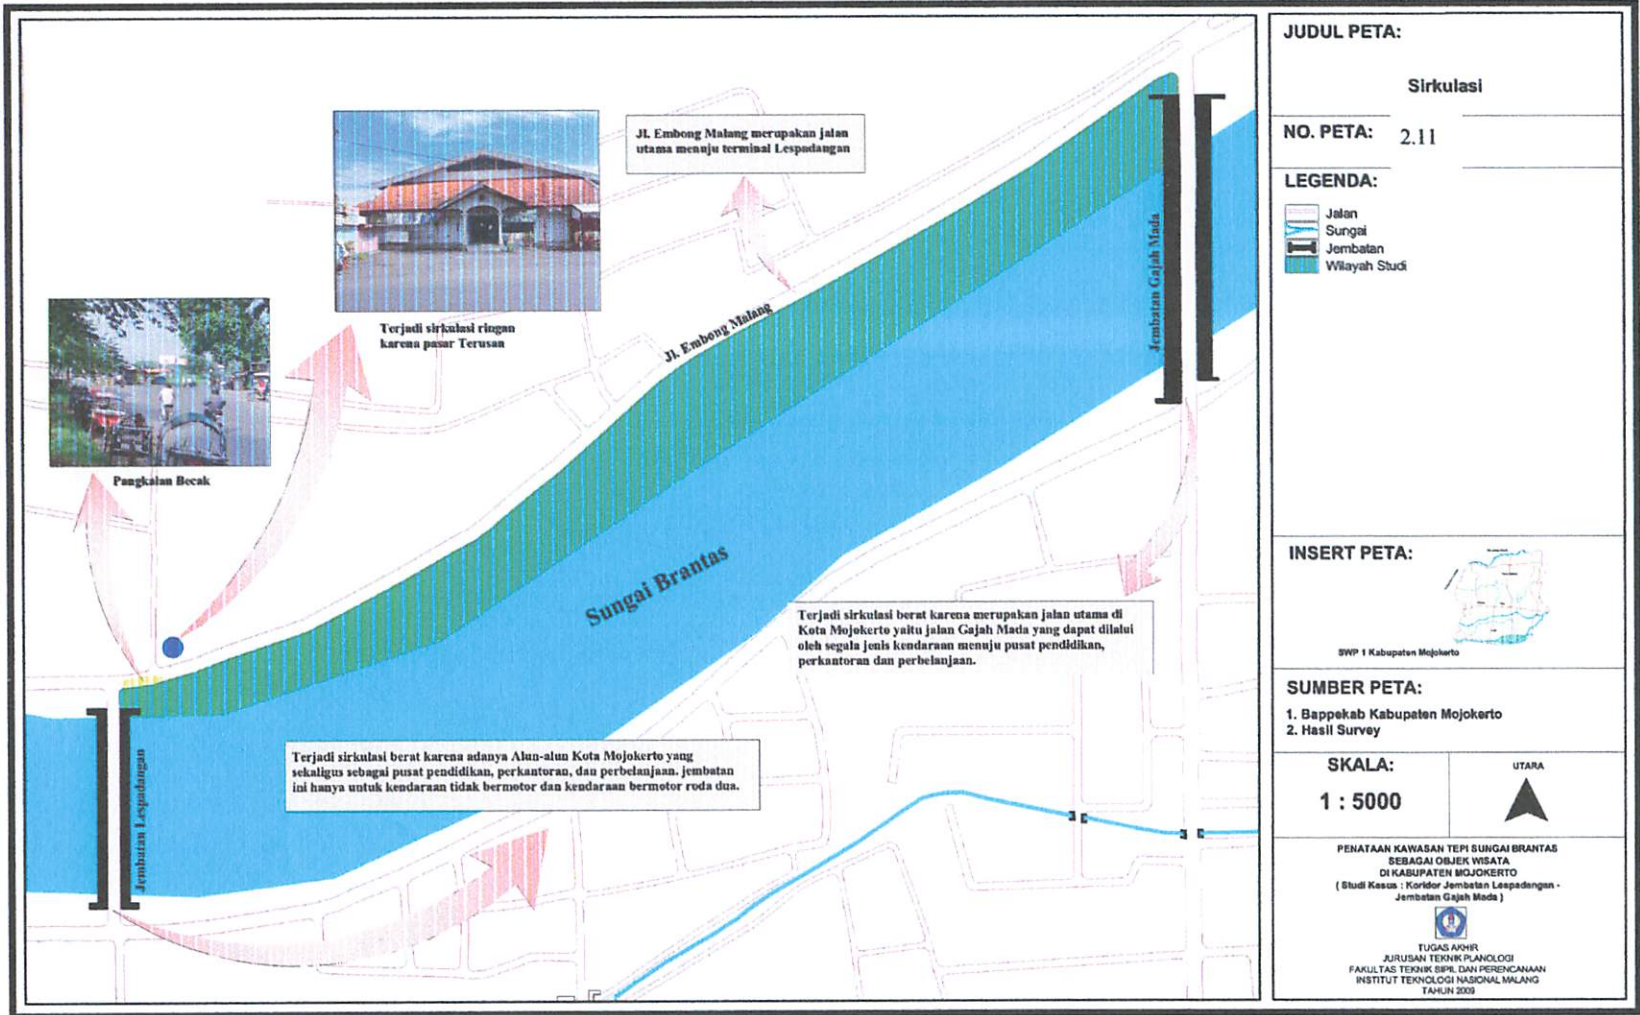 Jl. Embong Malang merupakan jalan
utama menuju terminal Lespadangan
Terjadi sirkulasi ringan
karena pasar Terusan
Pangkalan Becak
Jl. Embong Malang
Jembatan Gajah Mada
Sungai Brantas
Terjadi sirkulasi berat karena merupakan jalan utama di
Kota Mojokerto yaitu jalan Gajah Mada yang dapat dilalui
oleh segala jenis kendaraan menuju pusat pendidikan,
perkantoran dan perbelanjaan.
Terjadi sirkulasi berat karena adanya Alun-alun Kota Mojokerto yang
sekaligus sebagai pusat pendidikan, perkantoran, dan perbelanjaan. jembatan
ini hanya untuk kendaraan tidak bermotor dan kendaraan bermotor roda dua.
Jembatan Lespadangan
JUDUL PETA:
Sirkulasi
NO. PETA: 2.11
LEGENDA:
Jalan
Sungai
Jembatan
Wilayah Studi
INSERT PETA:
SWP 1 Kabupaten Mojokerto
SUMBER PETA:
1. Bappekab Kabupaten Mojokerto
2. Hasil Survey
SKALA:
1 : 5000
UTARA
PENATAAN KAWASAN TEPI SUNGAI BRANTAS
SEBAGAI OBJEK WISATA
DI KABUPATEN MOJOKERTO
( Studi Kasus : Koridor Jembatan Lespadangan -
Jembatan Gajah Mada )
TUGAS AKHIR
JURUSAN TEKNIK PLANOLOGI
FAKULTAS TEKNIK SIPIL DAN PERENCANAAN
INSTITUT TEKNOLOGI NASIONAL MALANG
TAHUN 2009